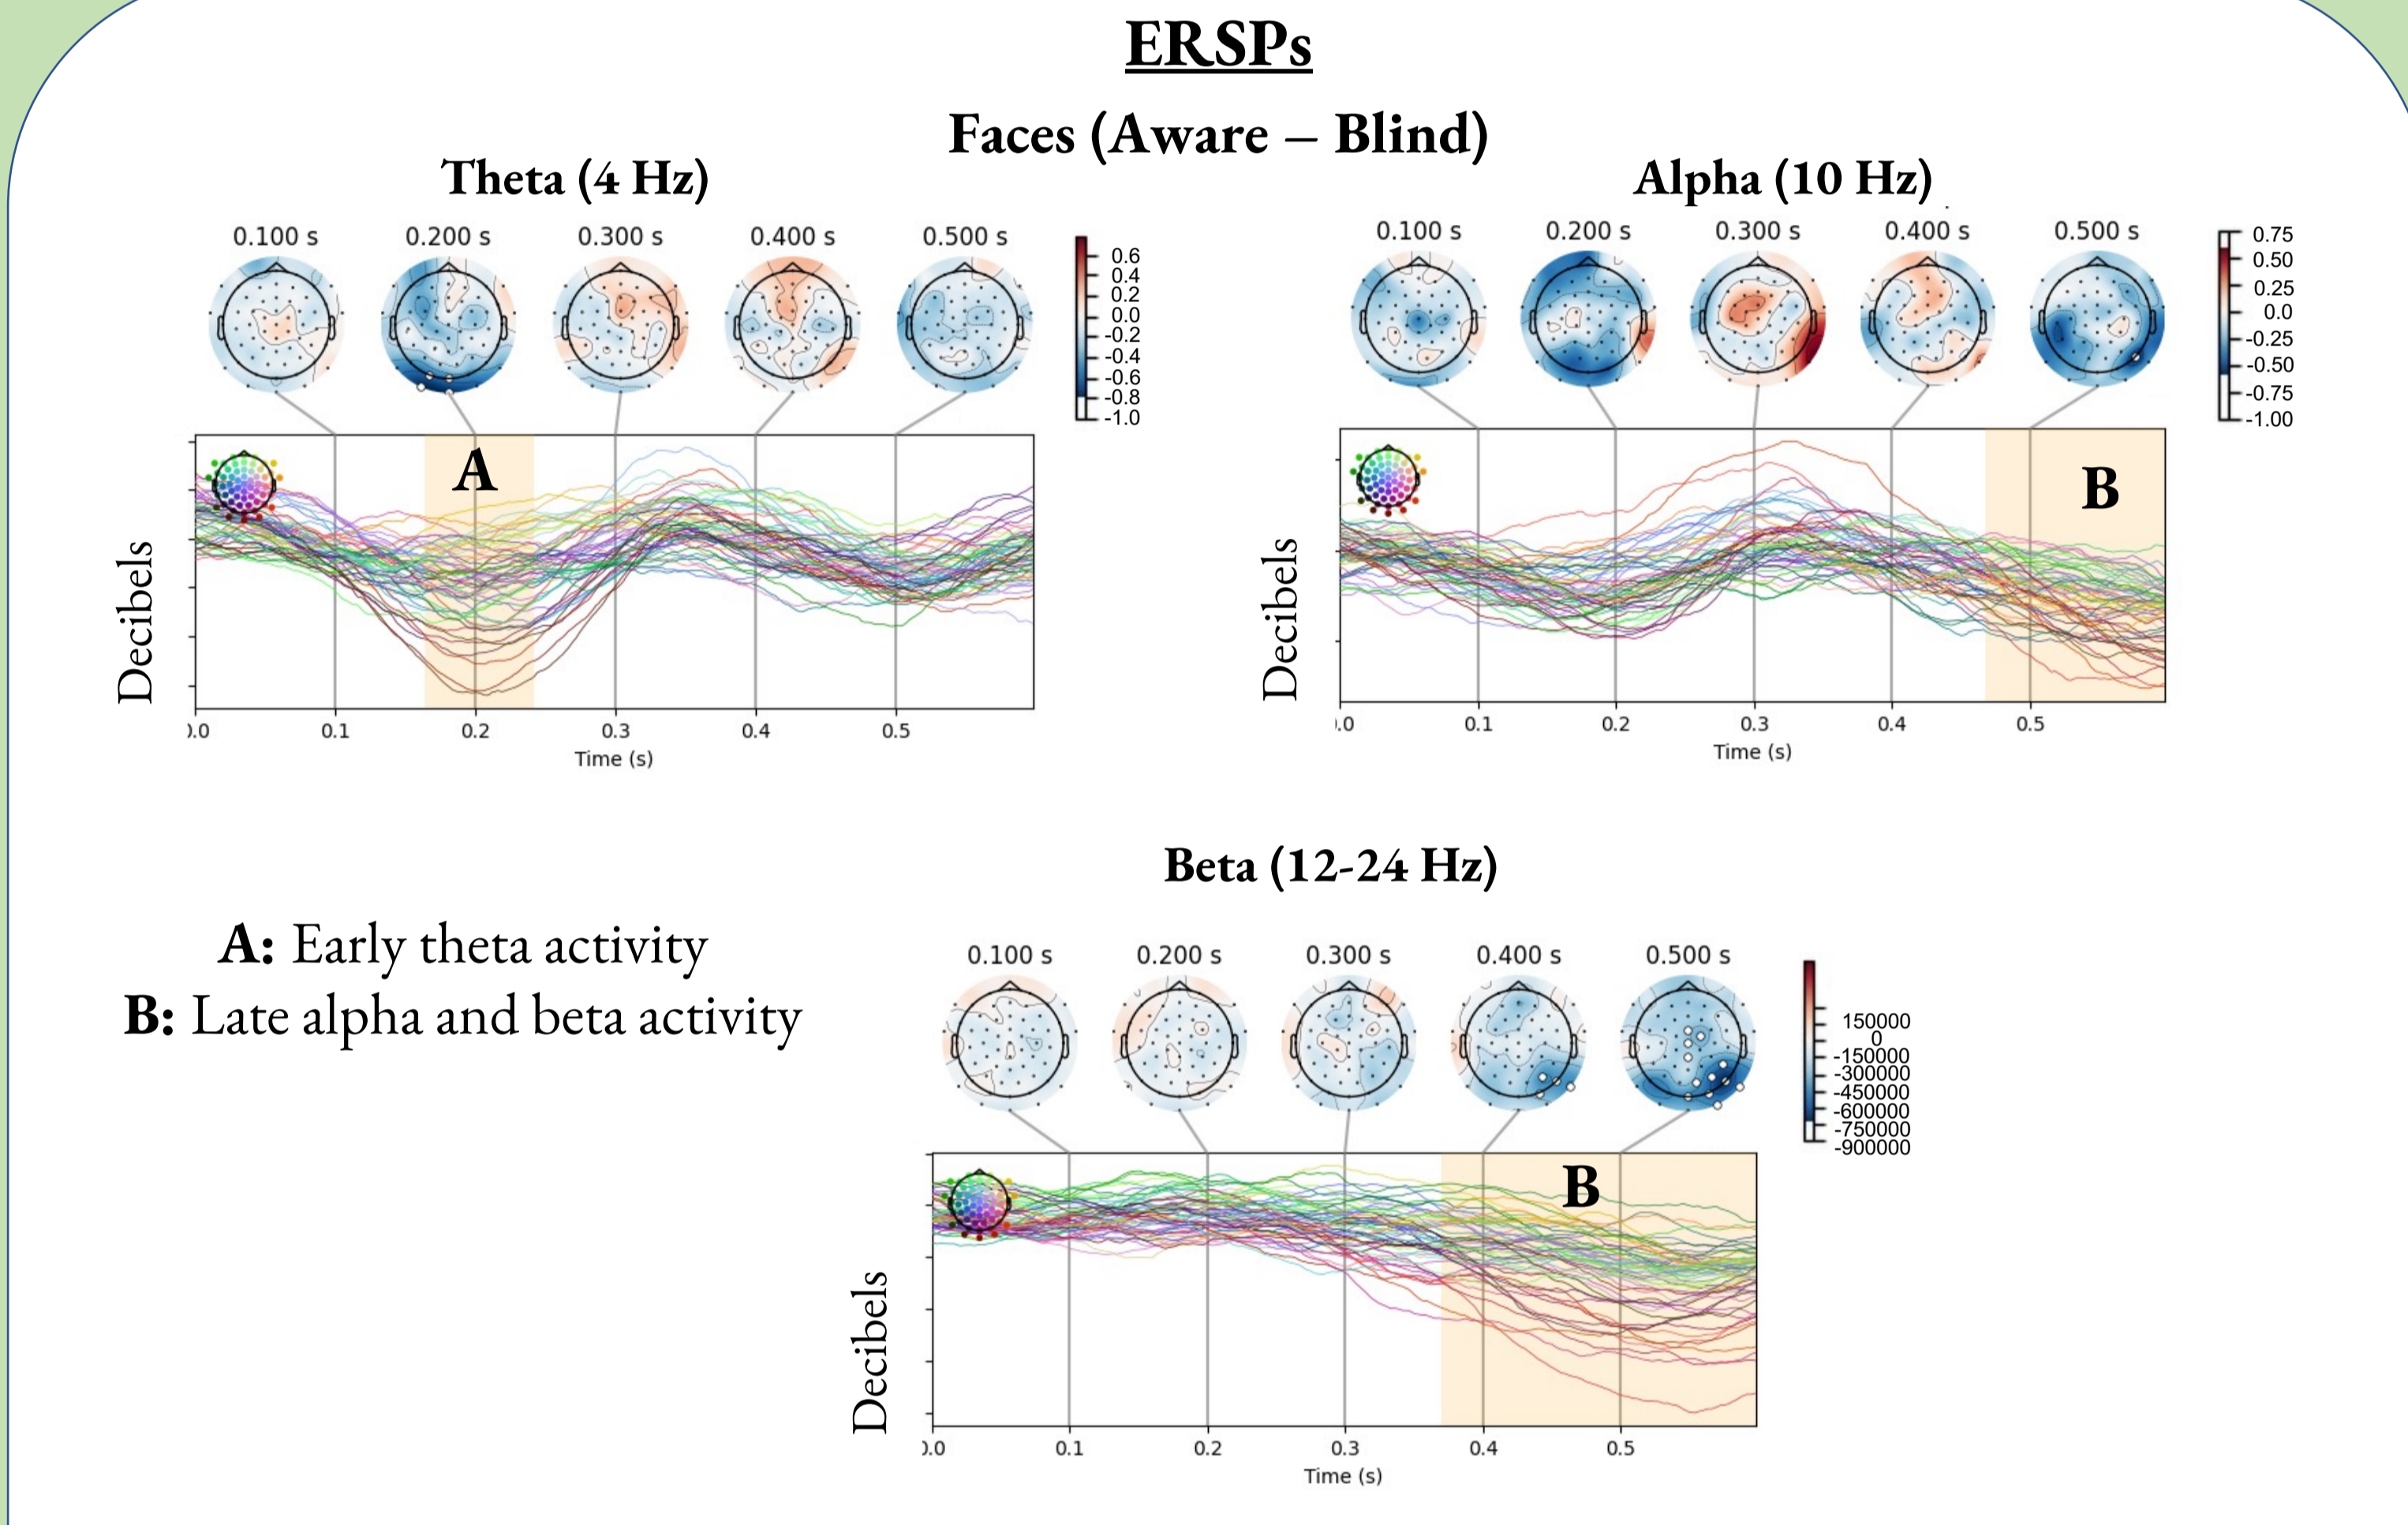 ERSPs
Faces (Aware – Blind)
Theta (4 Hz)
0.100 s 0.200 s 0.300 s 0.400 s 0.500 s
0.6
0.4
0.2
0.0
-0.2
-0.4
-0.6
-0.8
-1.0
A
Decibels
0.0 0.1 0.2 0.3 0.4 0.5
Time (s)
Alpha (10 Hz)
0.100 s 0.200 s 0.300 s 0.400 s 0.500 s
0.75
0.50
0.25
0.0
-0.25
-0.50
-0.75
-1.00
B
Decibels
.0 0.1 0.2 0.3 0.4 0.5
Time (s)
A: Early theta activity
B: Late alpha and beta activity
Beta (12-24 Hz)
0.100 s 0.200 s 0.300 s 0.400 s 0.500 s
150000
0
-150000
-300000
-450000
-600000
-750000
-900000
B
Decibels
0.0 0.1 0.2 0.3 0.4 0.5
Time (s)